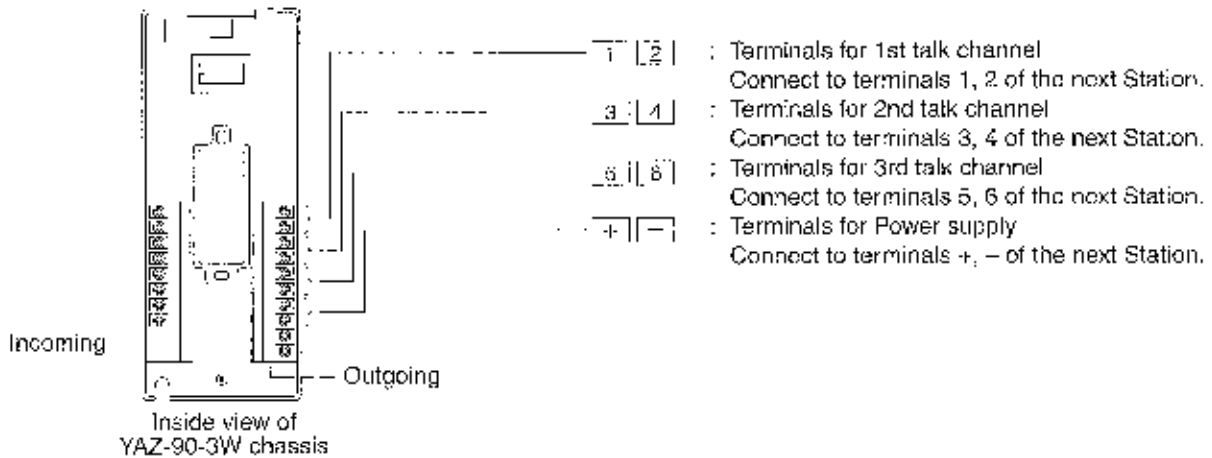 1 2 : Terminals for 1st talk channel
Connect to terminals 1, 2 of the next Station.
3 4 : Terminals for 2nd talk channel
Connect to terminals 3, 4 of the next Station.
5 6 : Terminals for 3rd talk channel
Connect to terminals 5, 6 of the next Station.
+ − : Terminals for Power supply
Connect to terminals +, − of the next Station.
Incoming
Outgoing
Inside view of
YAZ-90-3W chassis